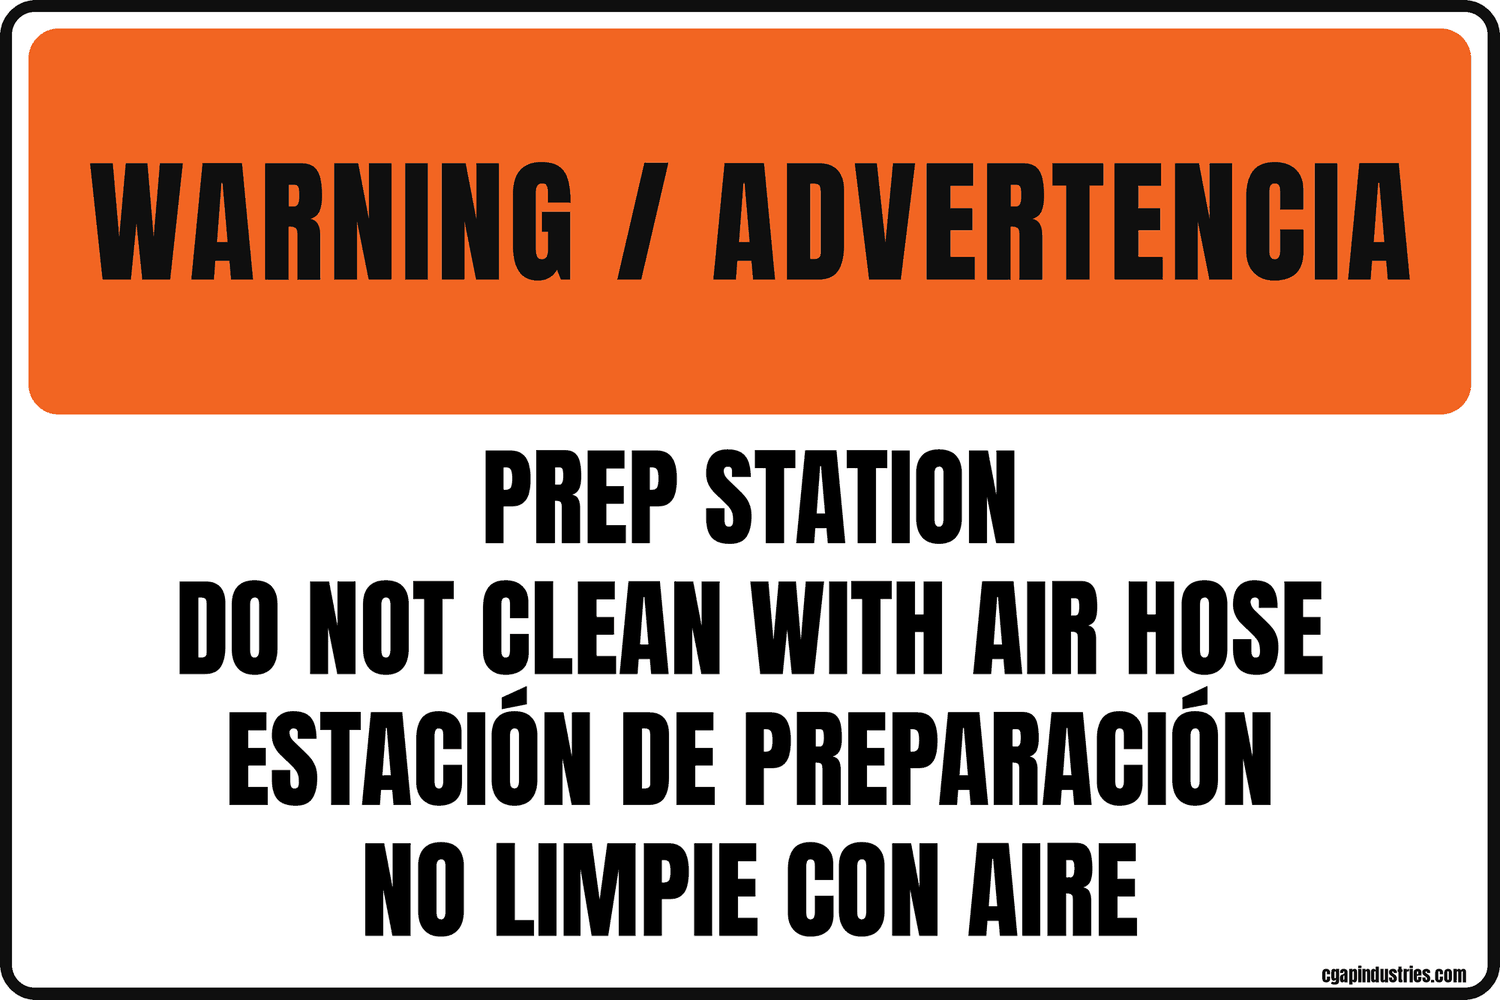 WARNING / ADVERTENCIA
PREP STATION
DO NOT CLEAN WITH AIR HOSE
ESTACIÓN DE PREPARACIÓN
NO LIMPIE CON AIRE
cgapindustries.com